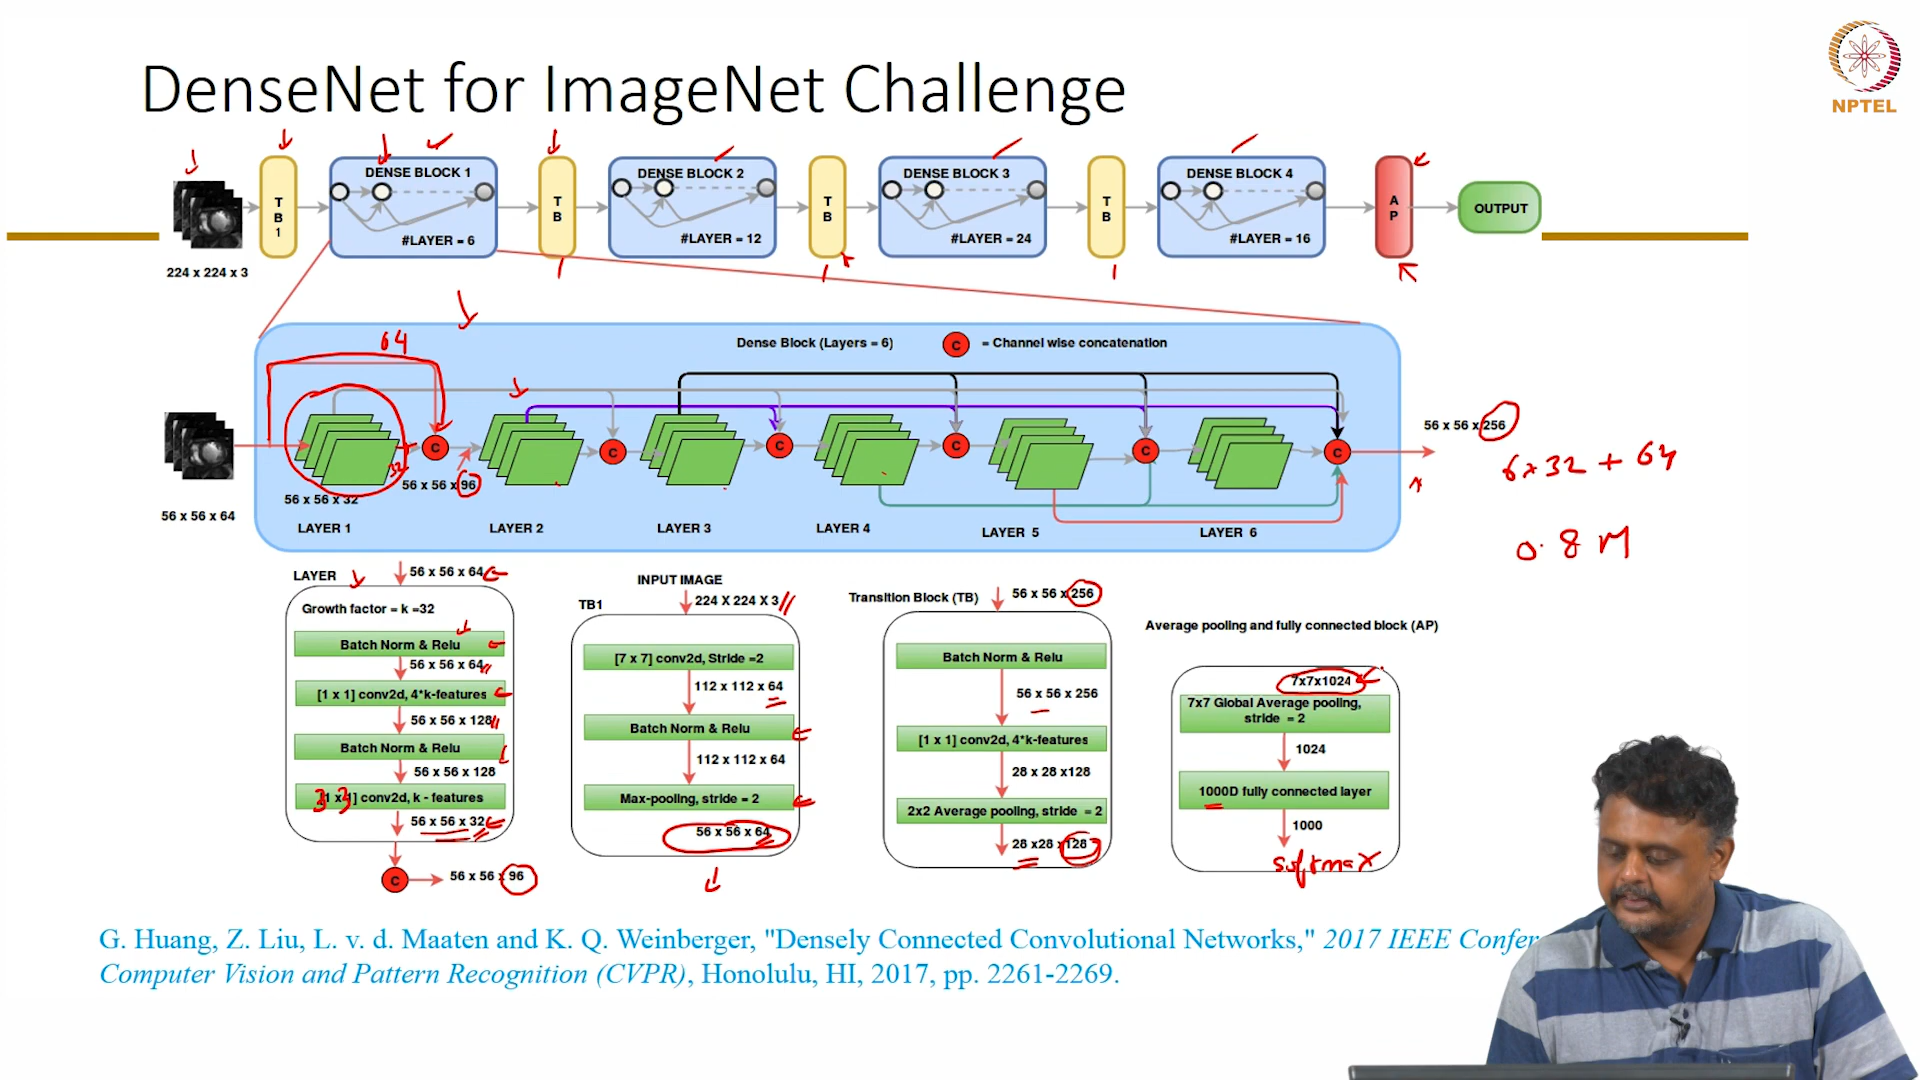 DenseNet for ImageNet Challenge
NPTEL
TB1
DENSE BLOCK 1
#LAYER = 6
TB
DENSE BLOCK 2
#LAYER = 12
TB
DENSE BLOCK 3
#LAYER = 24
TB
DENSE BLOCK 4
#LAYER = 16
AP
OUTPUT
224 x 224 x 3
64
Dense Block (Layers = 6)
C
= Channel wise concatenation
56 x 56 x 256
6x32 + 64
0.8 M
C C C C C C
32
56 x 56 x 96
56 x 56 x 32
56 x 56 x 64
LAYER 1
LAYER 2
LAYER 3
LAYER 4
LAYER 5
LAYER 6
LAYER
56 x 56 x 64
Growth factor = k =32
Batch Norm & Relu
56 x 56 x 64
[1 x 1] conv2d, 4*k-features
56 x 56 x 128
Batch Norm & Relu
56 x 56 x 128
3 3
[1 x 1] conv2d, k - features
56 x 56 x 32
C
56 x 56 x 96
INPUT IMAGE
TB1
224 X 224 X 3
[7 x 7] conv2d, Stride =2
112 x 112 x 64
Batch Norm & Relu
112 x 112 x 64
Max-pooling, stride = 2
56 x 56 x 64
Transition Block (TB)
56 x 56 x 256
Batch Norm & Relu
56 x 56 x 256
[1 x 1] conv2d, 4*k-features
28 x 28 x128
2x2 Average pooling, stride = 2
28 x28 x128
Average pooling and fully connected block (AP)
7x7x1024
7x7 Global Average pooling,
stride = 2
1024
1000D fully connected layer
1000
softmax
G. Huang, Z. Liu, L. v. d. Maaten and K. Q. Weinberger, "Densely Connected Convolutional Networks," 2017 IEEE Confer
Computer Vision and Pattern Recognition (CVPR), Honolulu, HI, 2017, pp. 2261-2269.